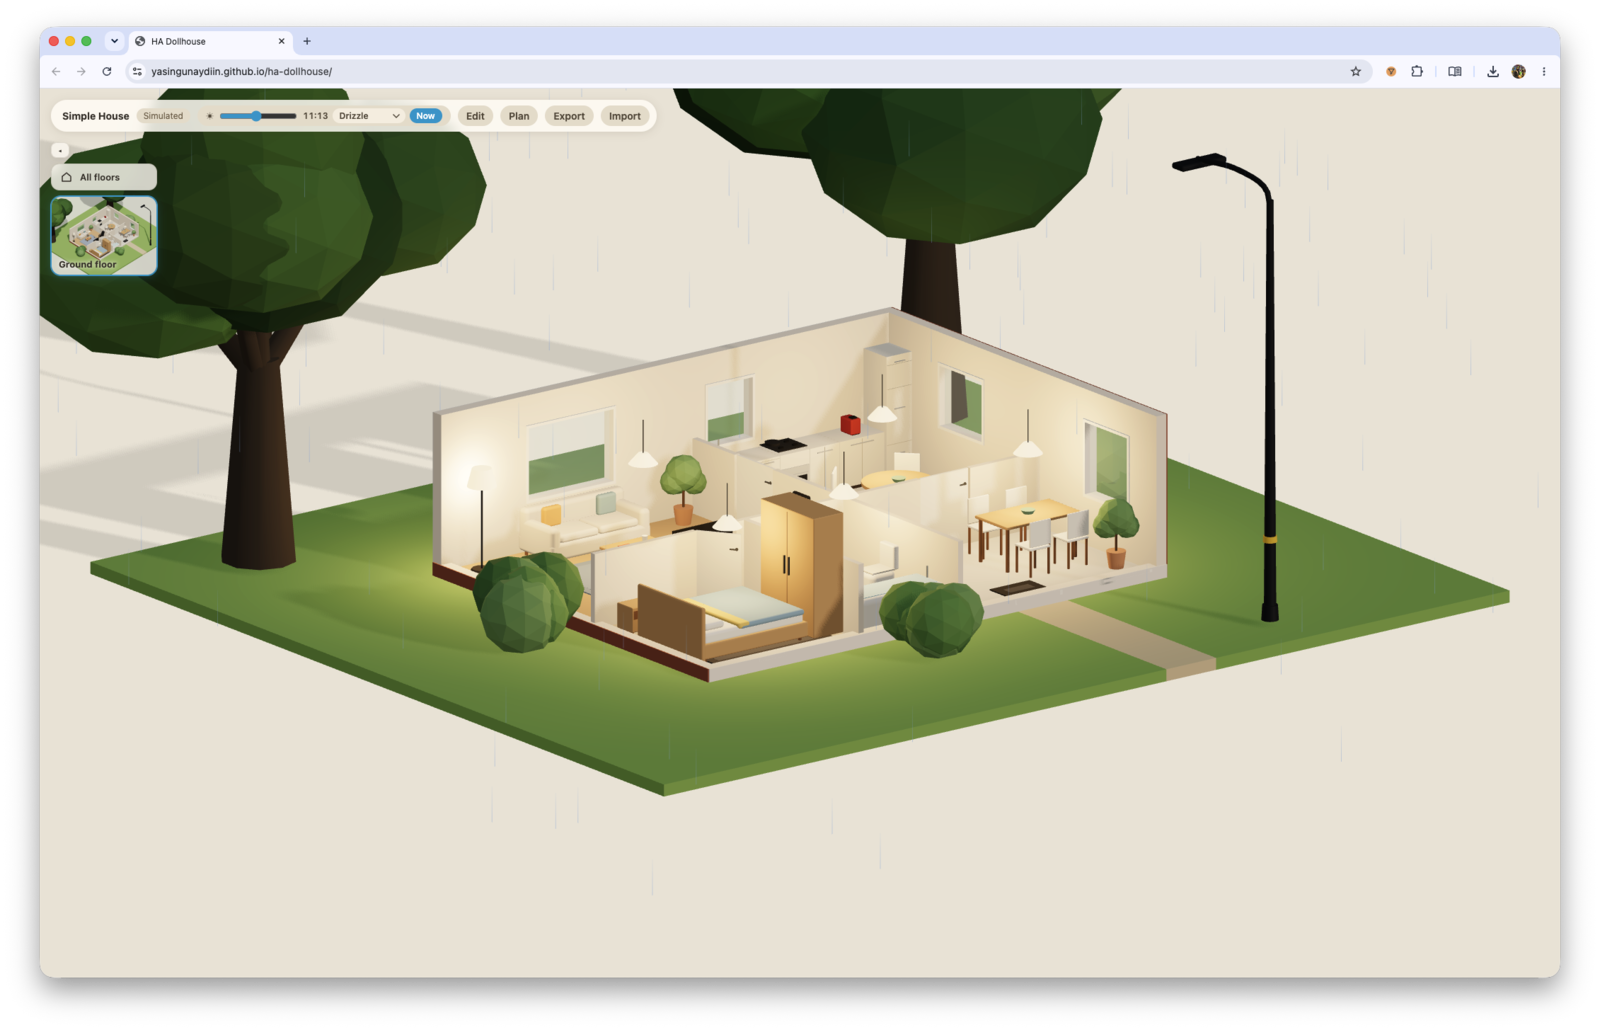 HA Dollhouse
yasingunaydiin.github.io/ha-dollhouse/
Simple House Simulated 11:13 Drizzle Now Edit Plan Export Import
All floors
Ground floor